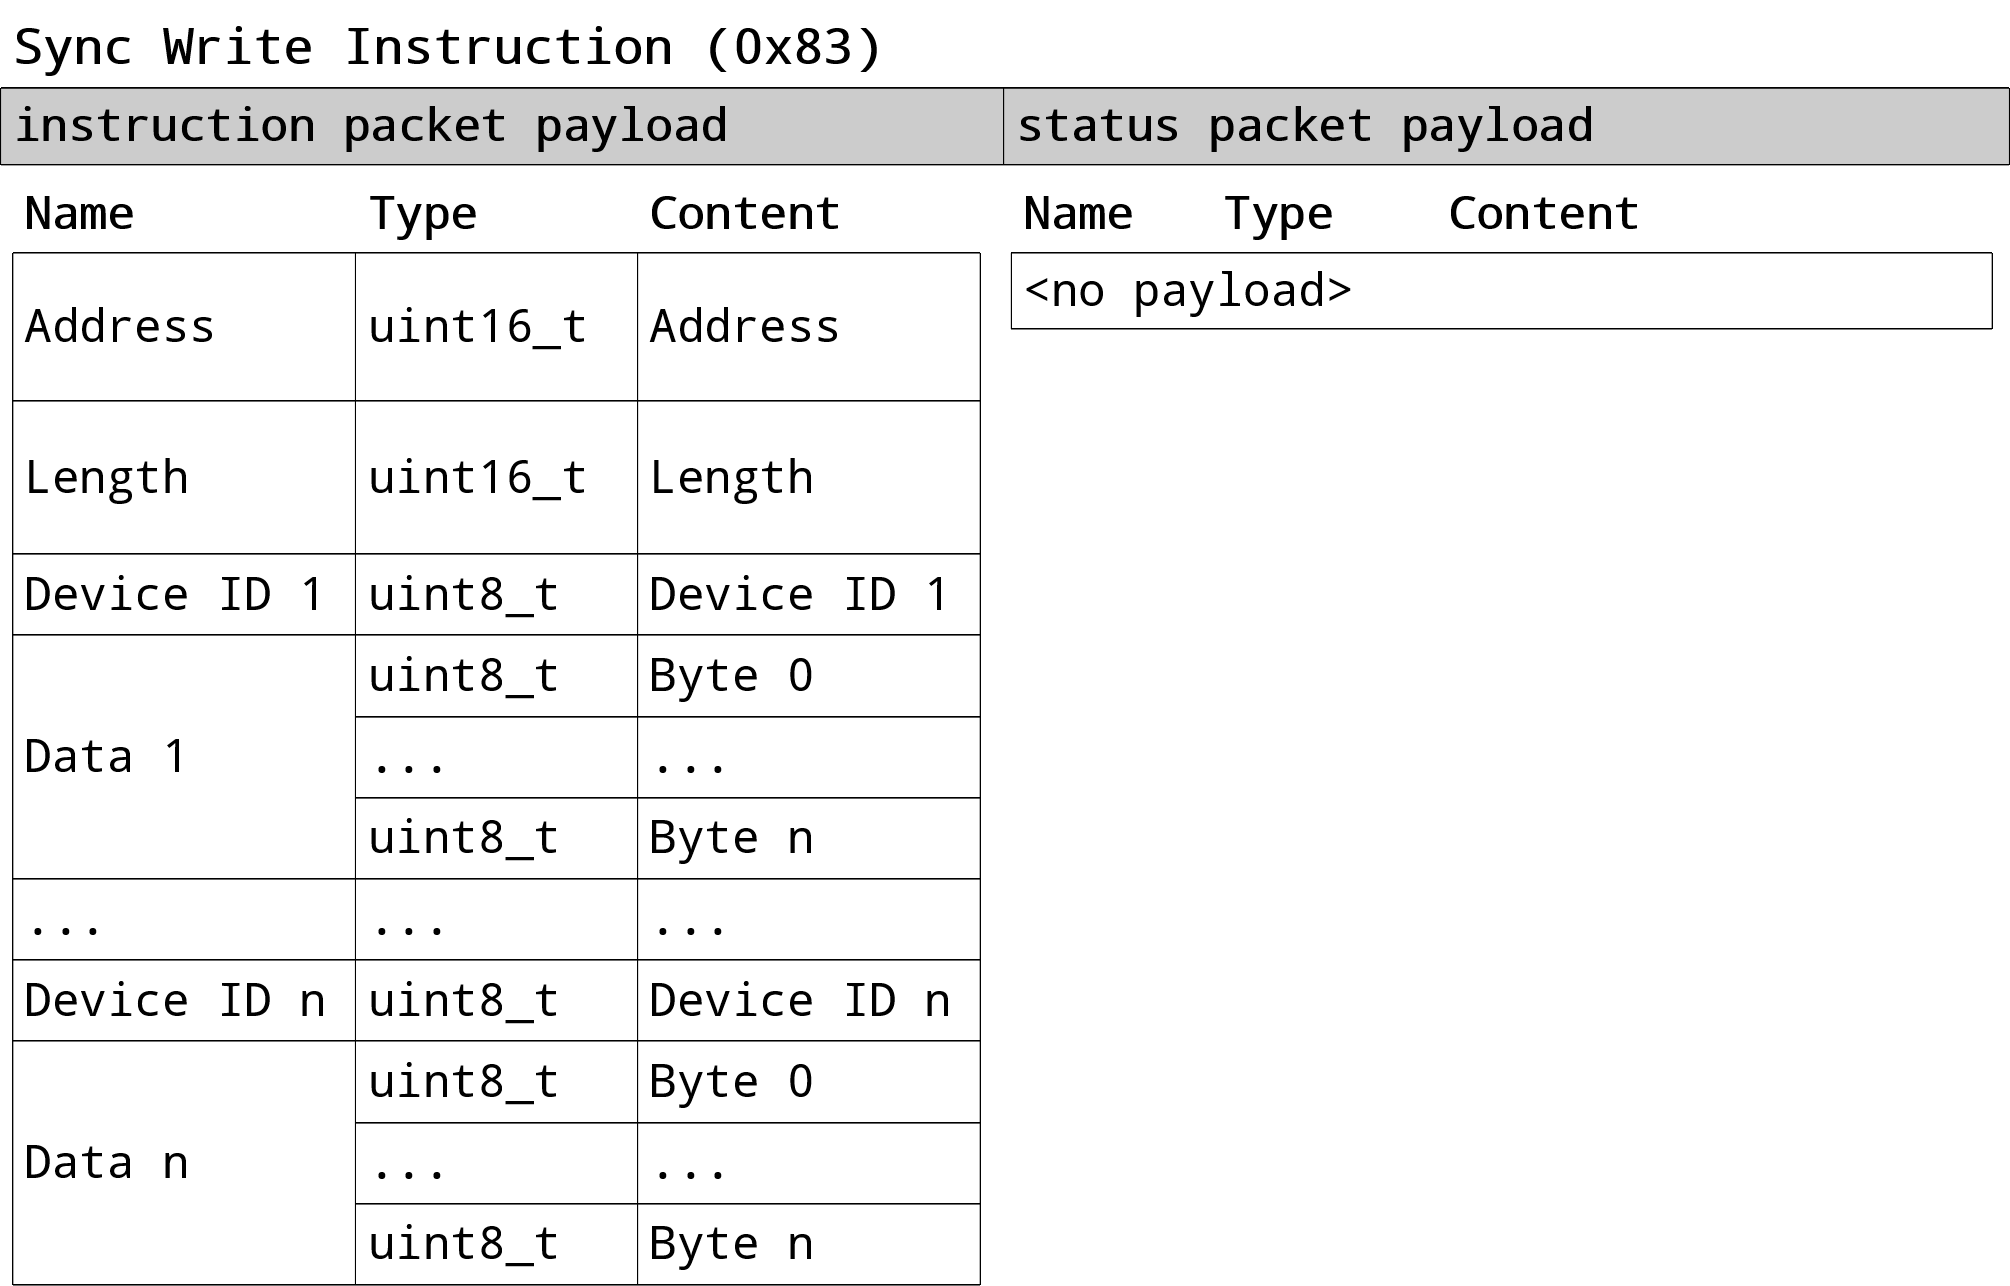 Sync Write Instruction (0x83)
instruction packet payload status packet payload
Name Type Content Name Type Content
Address uint16_t Address <no payload>
Length uint16_t Length
Device ID 1 uint8_t Device ID 1
Data 1 uint8_t Byte 0
... ...
uint8_t Byte n
... ... ...
Device ID n uint8_t Device ID n
Data n uint8_t Byte 0
... ...
uint8_t Byte n